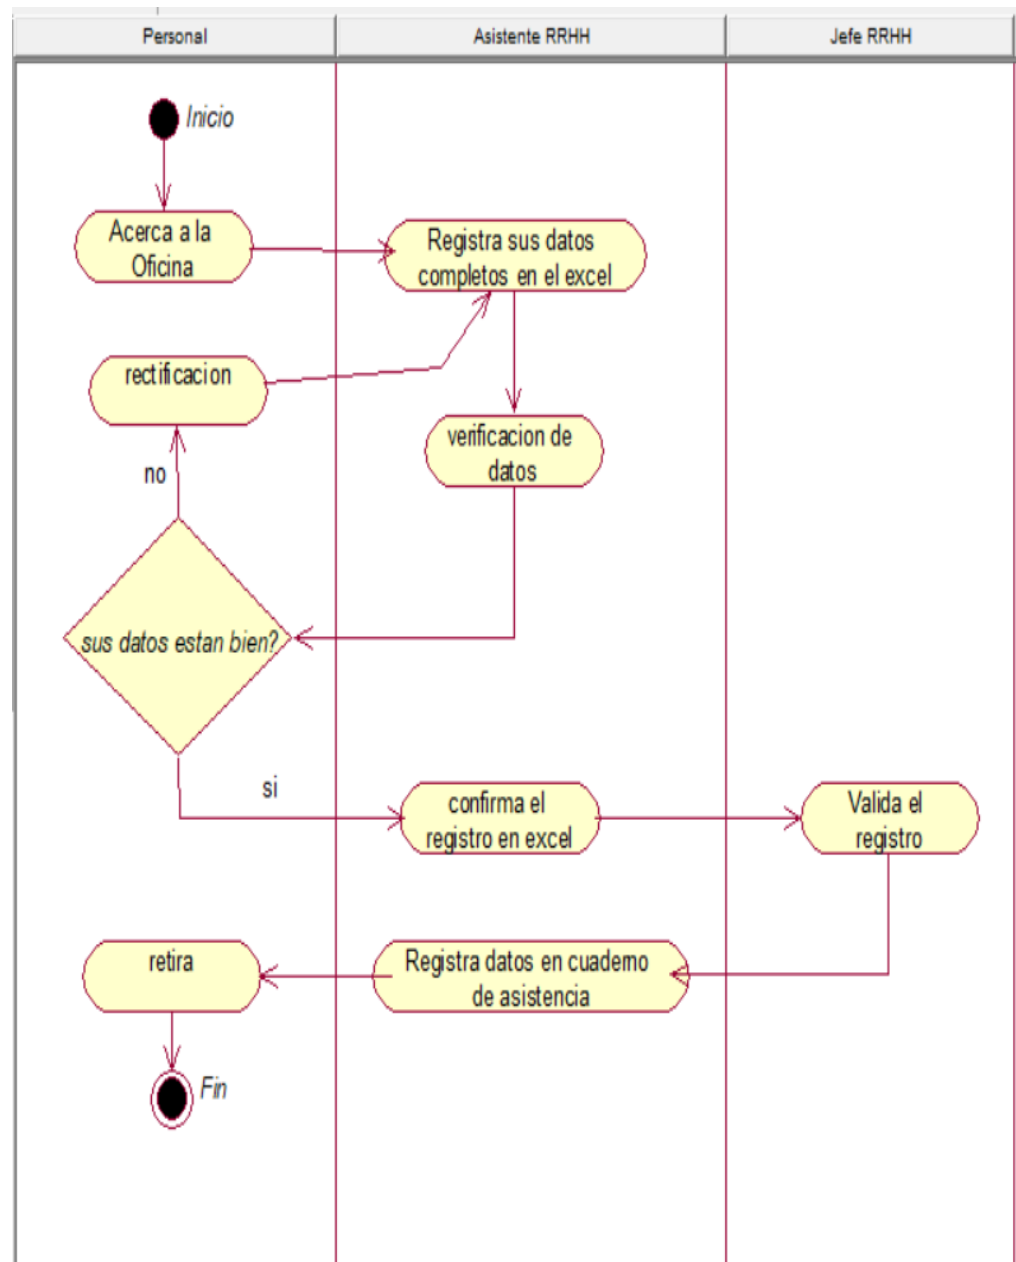 Personal
Asistente RRHH
Jefe RRHH
Inicio
Acerca a la
Oficina
Registra sus datos
completos en el excel
rectificacion
verificacion de
datos
no
sus datos estan bien?
si
confirma el
registro en excel
Valida el
registro
retira
Registra datos en cuaderno
de asistencia
Fin